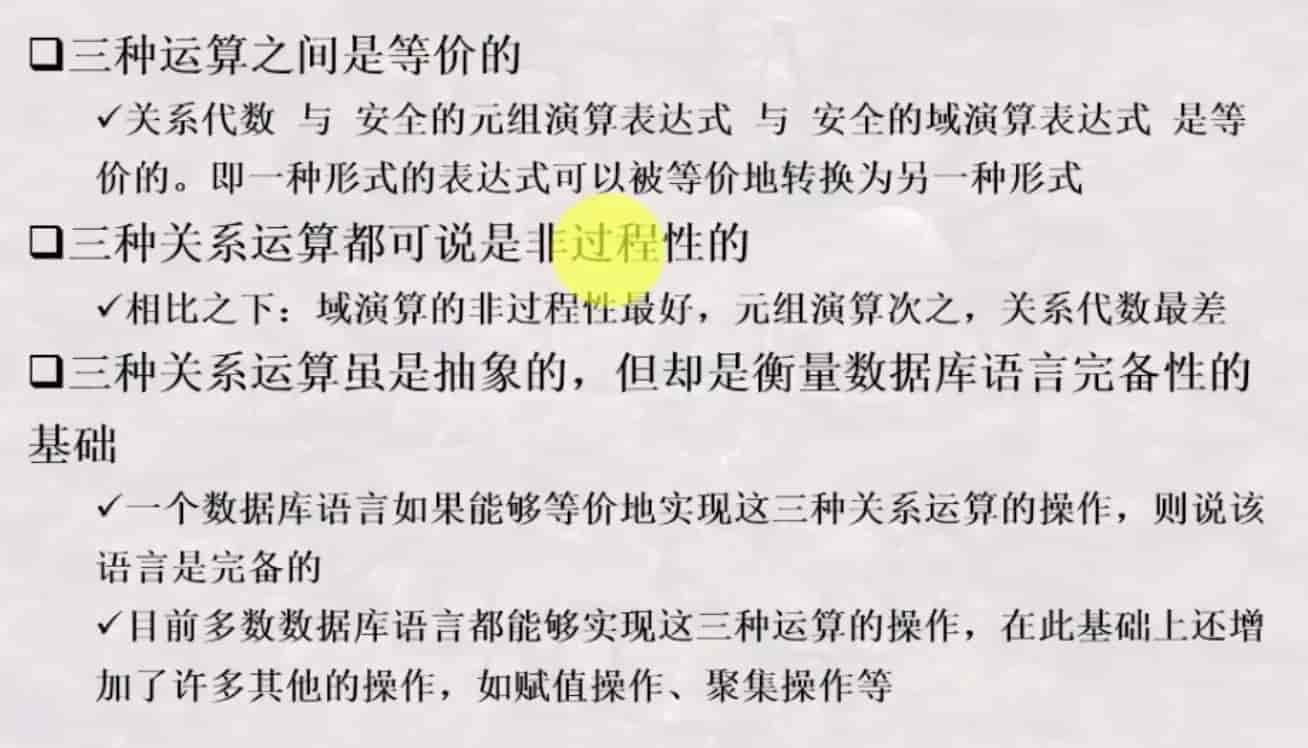 ❑三种运算之间是等价的
✓关系代数 与 安全的元组演算表达式 与 安全的域演算表达式 是等
价的。即一种形式的表达式可以被等价地转换为另一种形式
❑三种关系运算都可说是非过程性的
✓相比之下：域演算的非过程性最好，元组演算次之，关系代数最差
❑三种关系运算虽是抽象的，但却是衡量数据库语言完备性的
基础
✓一个数据库语言如果能够等价地实现这三种关系运算的操作，则说该
语言是完备的
✓目前多数数据库语言都能够实现这三种运算的操作，在此基础上还增
加了许多其他的操作，如赋值操作、聚集操作等